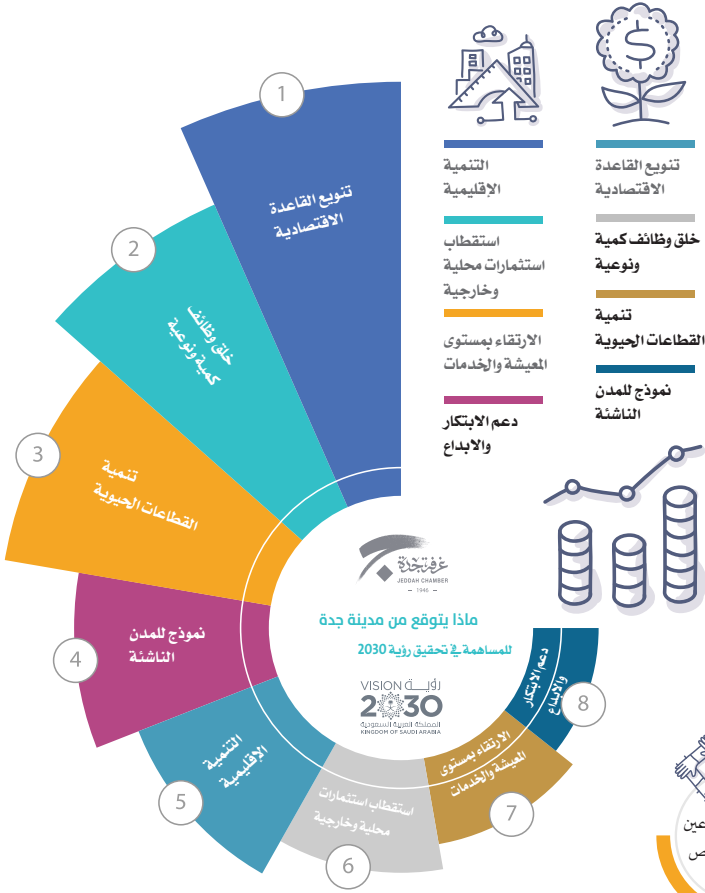 تنويع القاعدة
الاقتصادية
خلق وظائف كمية
ونوعية
تنمية
القطاعات الحيوية
نموذج للمدن
الناشئة
التنمية
الإقليمية
استقطاب
استثمارات محلية
وخارجية
الارتقاء بمستوى
المعيشة والخدمات
دعم الابتكار
والابداع
1
تنويع القاعدة
الاقتصادية
2
خلق وظائف
كمية ونوعية
3
تنمية
القطاعات الحيوية
4
نموذج للمدن
الناشئة
5
التنمية
الإقليمية
6
استقطاب استثمارات
محلية وخارجية
7
الارتقاء بمستوى
المعيشة والخدمات
8
دعم الابتكار
والابداع
غرفة جدة
JEDDAH CHAMBER
1946
ماذا يتوقع من مدينة جدة
للمساهمة في تحقيق رؤية 2030
VISION رؤيـــة
2030
المملكة العربية السعودية
KINGDOM OF SAUDI ARABIA
$
عين
ص